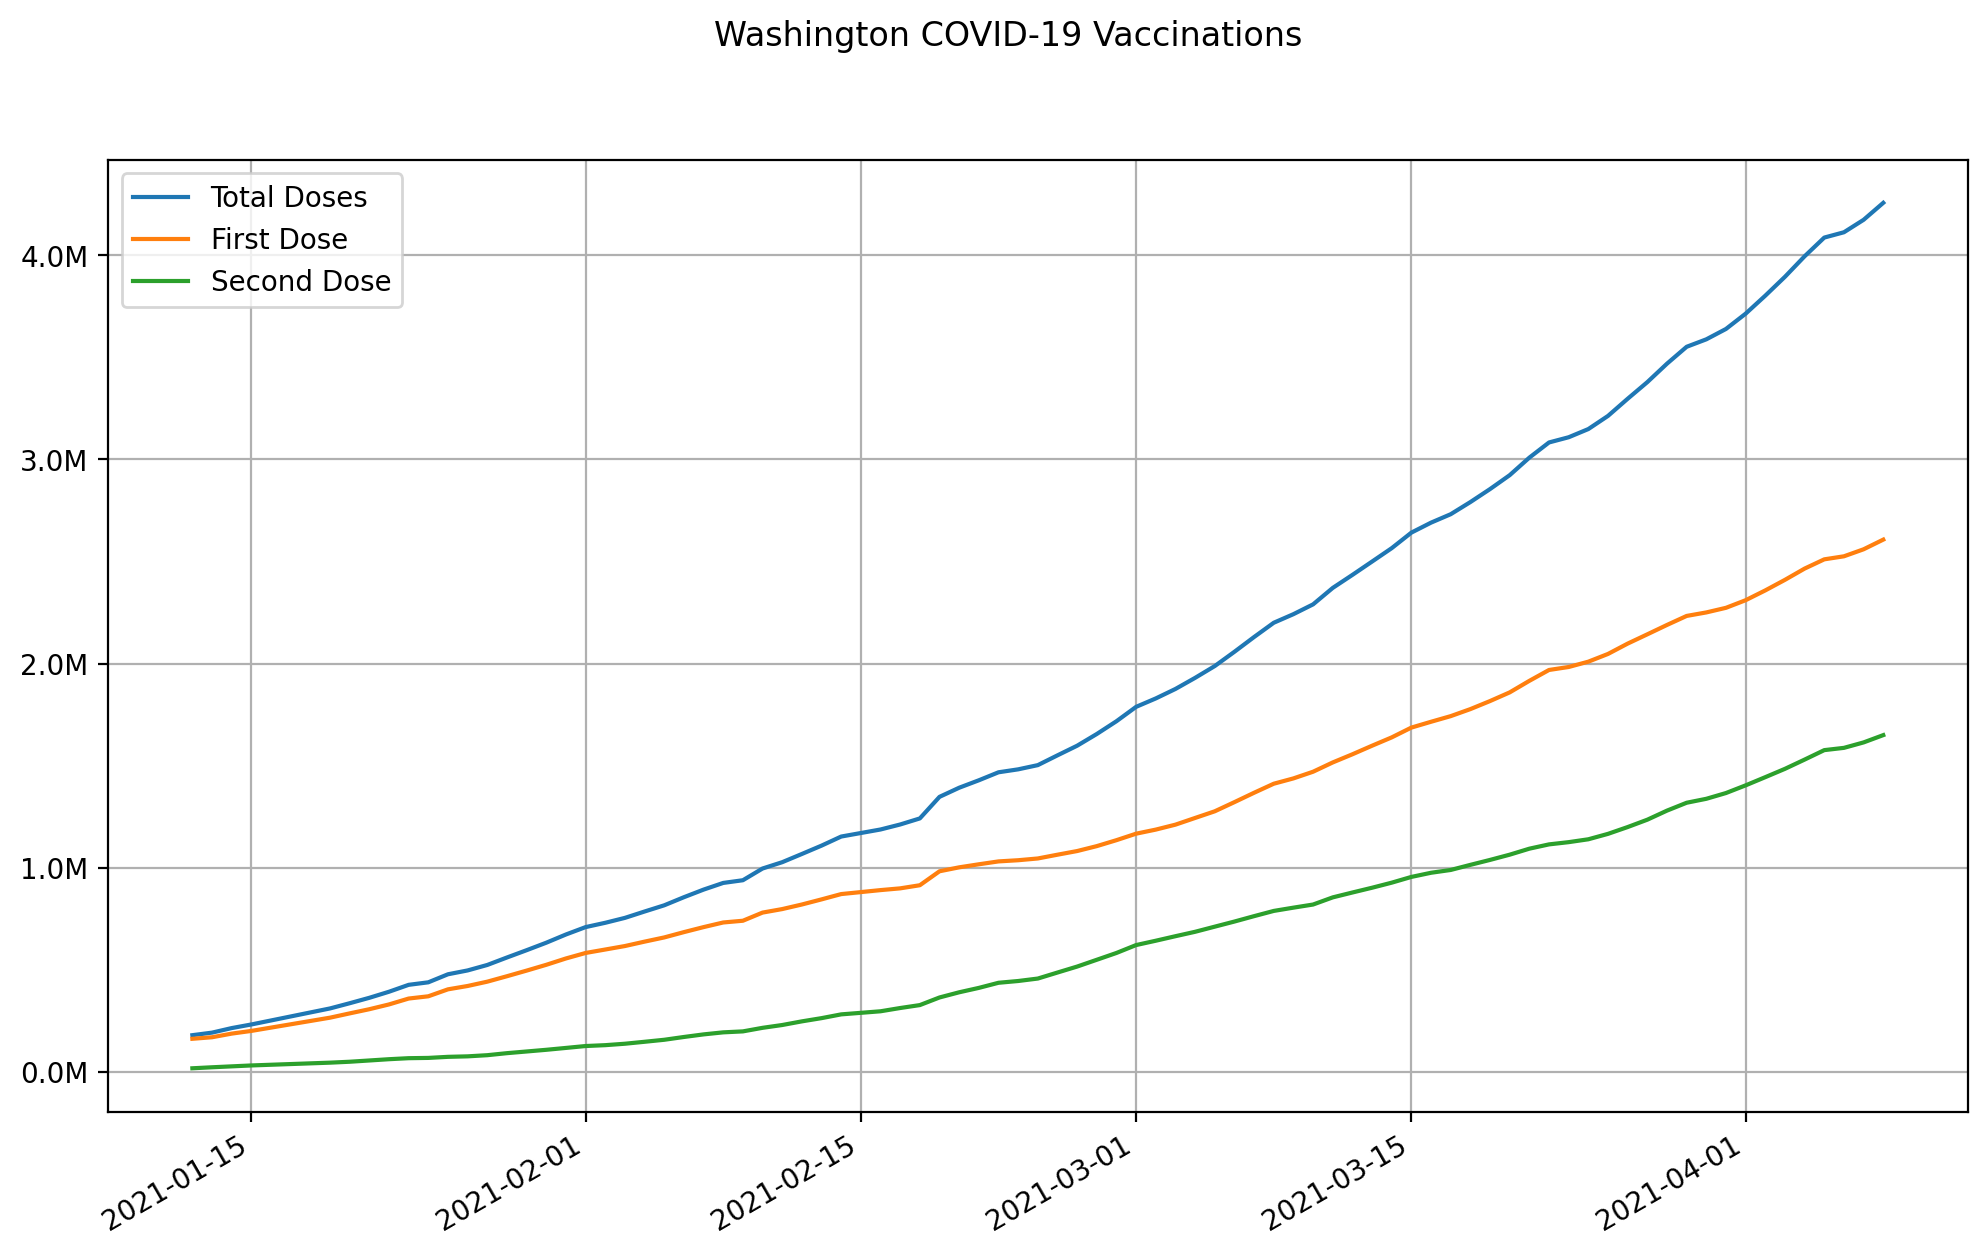 Washington COVID-19 Vaccinations
Total Doses
First Dose
Second Dose
4.0M
3.0M
2.0M
1.0M
0.0M
2021-01-15
2021-02-01
2021-02-15
2021-03-01
2021-03-15
2021-04-01